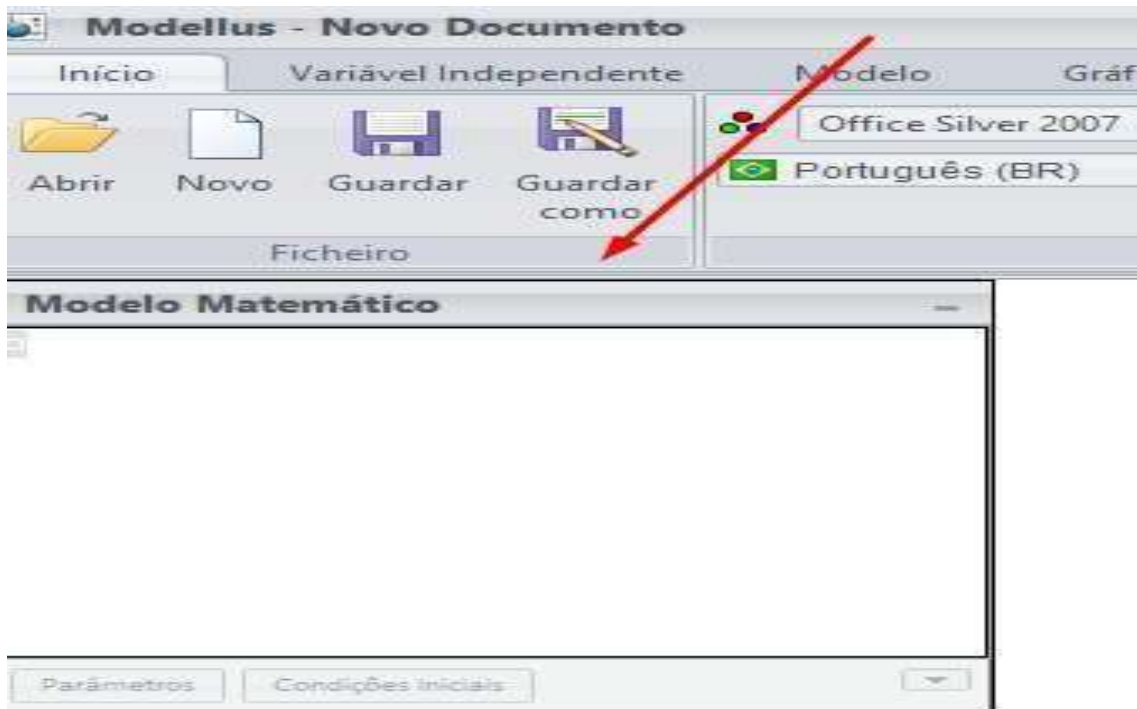 Modellus - Novo Documento
Início Variável Independente Modelo Gráf
Office Silver 2007
Português (BR)
Abrir Novo Guardar Guardar como
Ficheiro
Modelo Matemático
Parâmetros Condições Iniciais